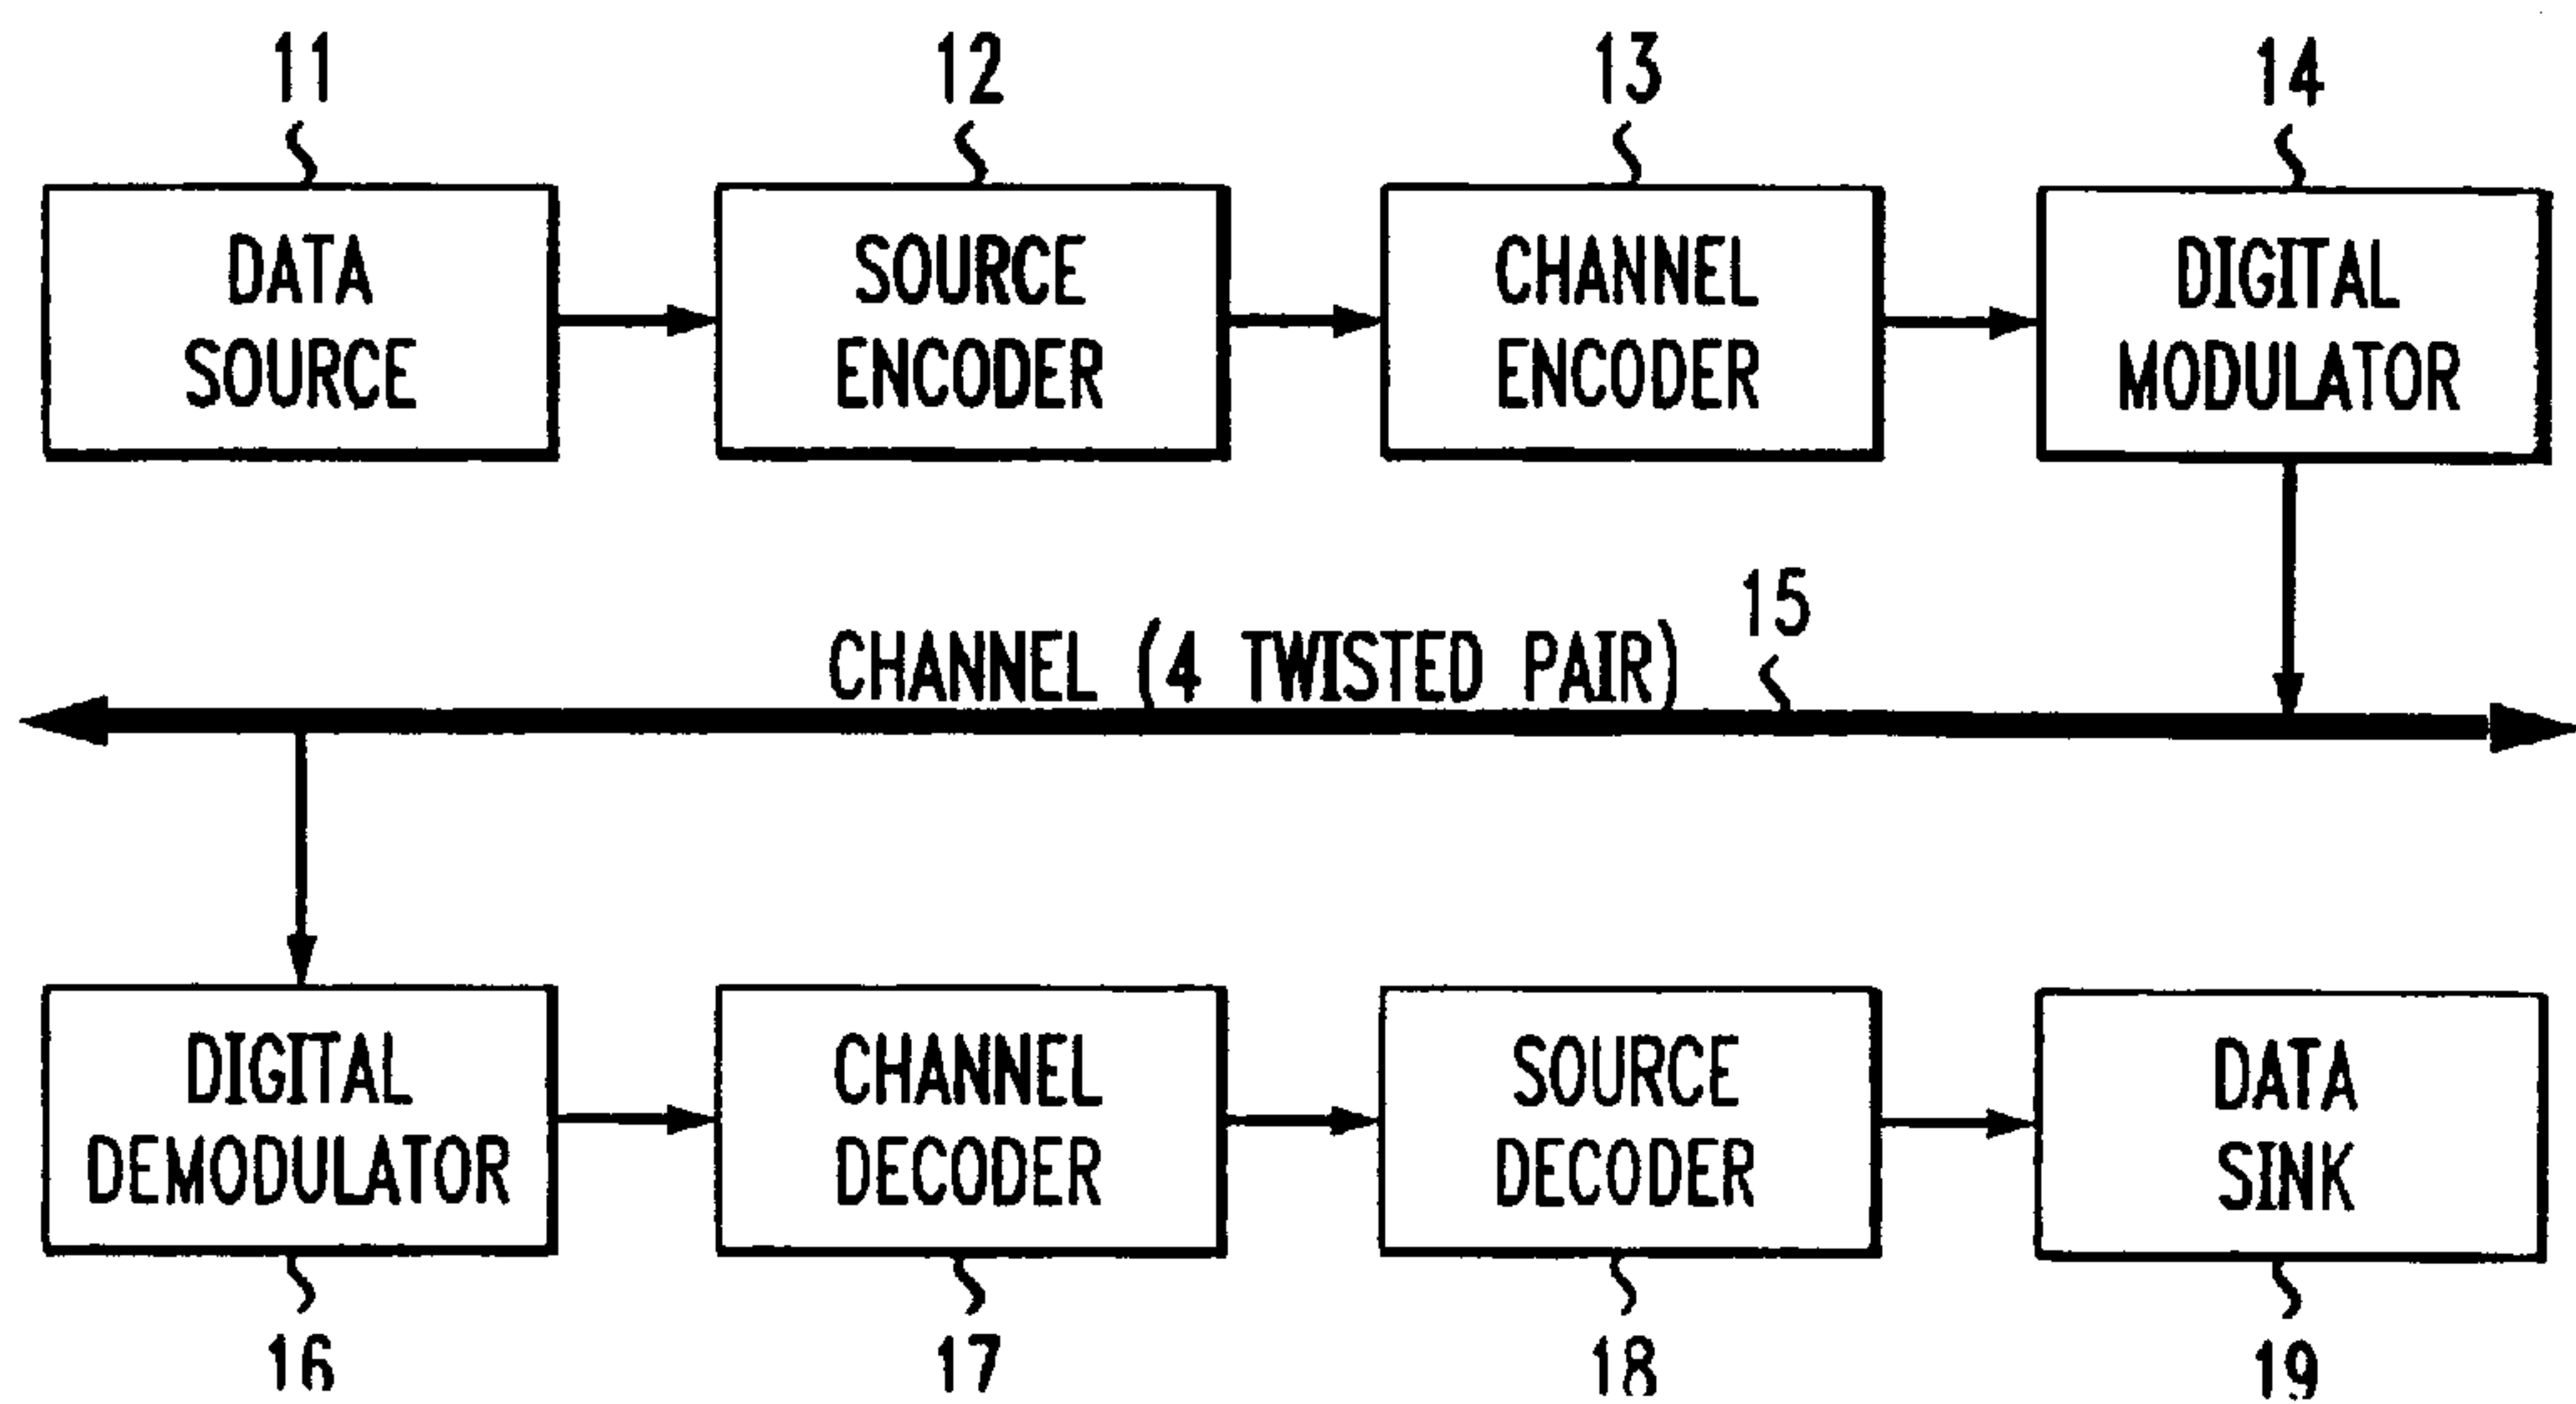 11
12
13
14
DATA
SOURCE
SOURCE
ENCODER
CHANNEL
ENCODER
DIGITAL
MODULATOR
CHANNEL (4 TWISTED PAIR)
15
DIGITAL
DEMODULATOR
CHANNEL
DECODER
SOURCE
DECODER
DATA
SINK
16
17
18
19